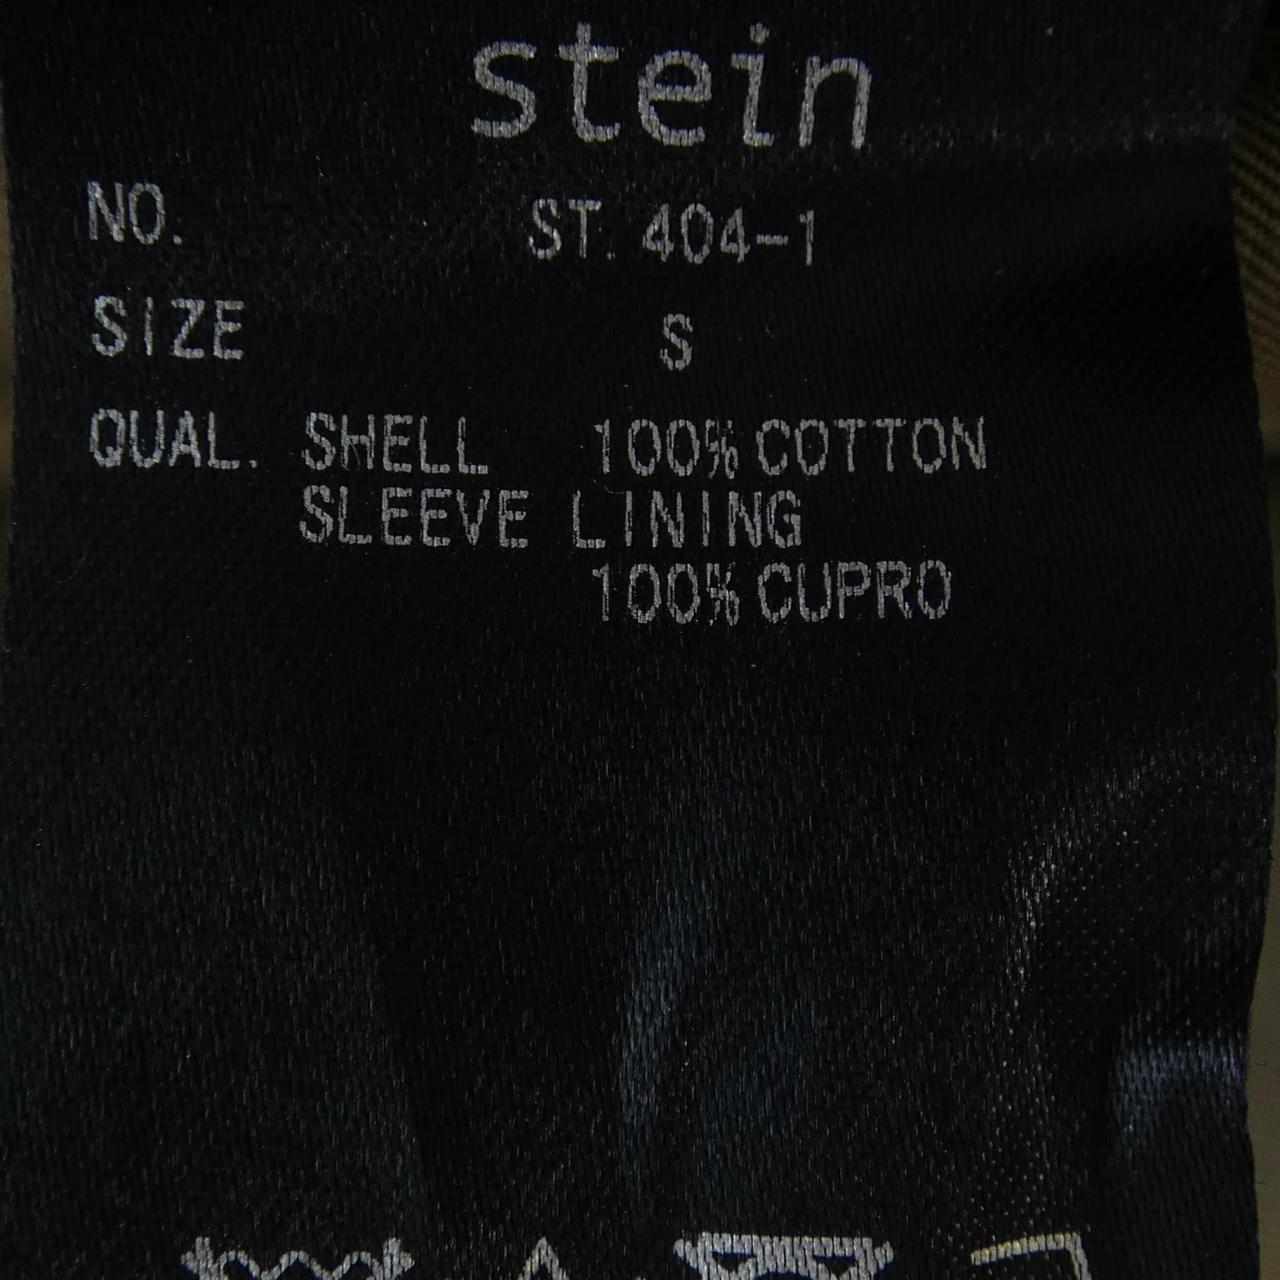 stein
NO. ST. 404-1
SIZE S
QUAL. SHELL 100% COTTON
SLEEVE LINING
100% CUPRO